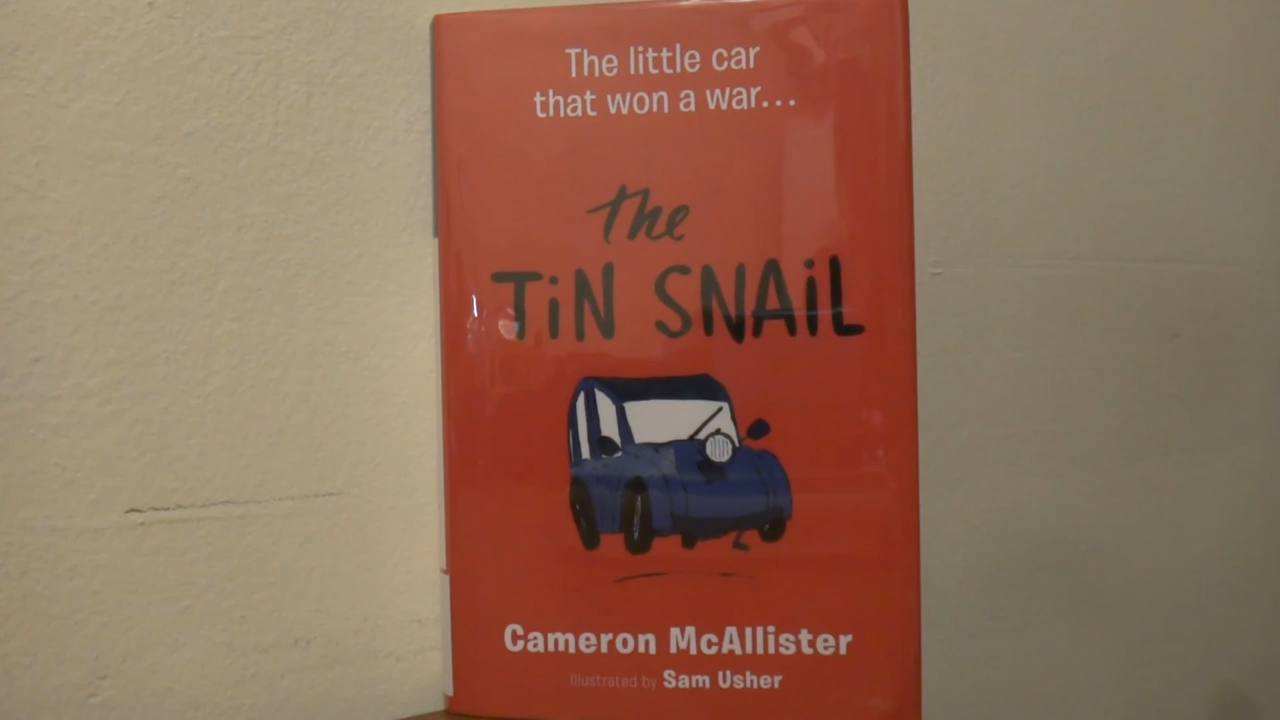 The little car
that won a war...
the
TiN SNAiL
Cameron McAllister
Illustrated by Sam Usher